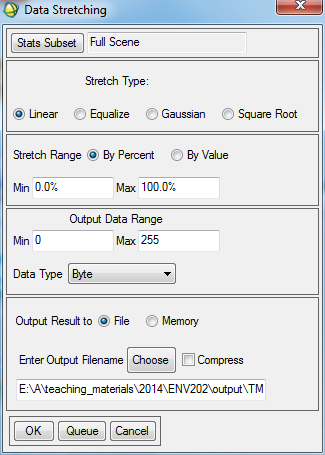 Data Stretching
Stats Subset Full Scene
Stretch Type:
Linear Equalize Gaussian Square Root
Stretch Range By Percent By Value
Min 0.0% Max 100.0%
Output Data Range
Min 0 Max 255
Data Type Byte
Output Result to File Memory
Enter Output Filename Choose Compress
E:\A\teaching_materials\2014\ENV202\output\TM
OK Queue Cancel